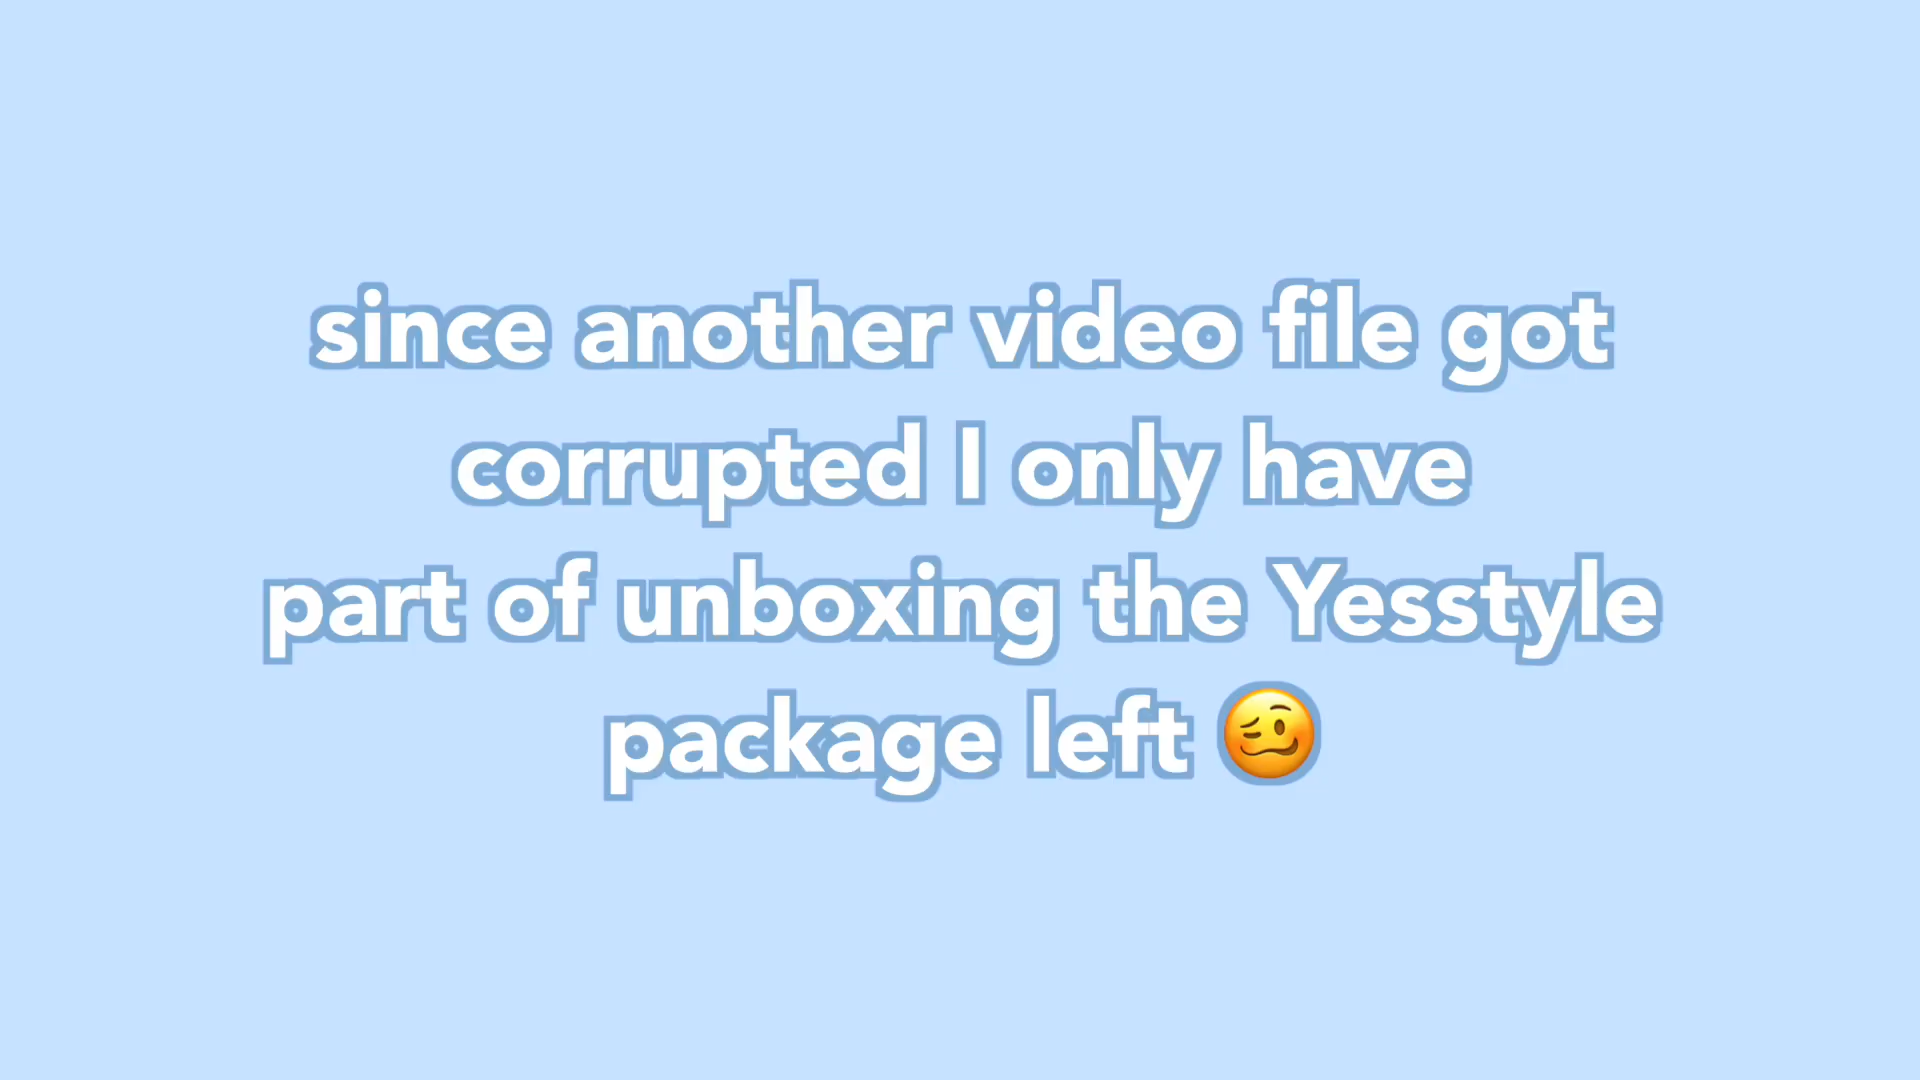 since another video file got
corrupted I only have
part of unboxing the Yesstyle
package left 🥴